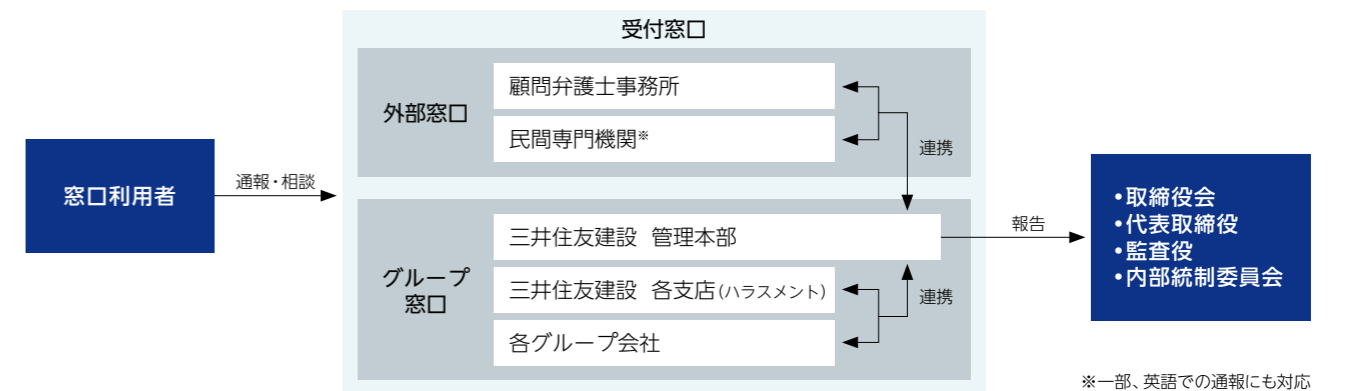 受付窓口
外部窓口
顧問弁護士事務所
民間専門機関※
連携
窓口利用者
通報・相談
グループ
窓口
三井住友建設 管理本部
三井住友建設 各支店(ハラスメント)
各グループ会社
連携
報告
•取締役会
•代表取締役
•監査役
•内部統制委員会
※一部、英語での通報にも対応